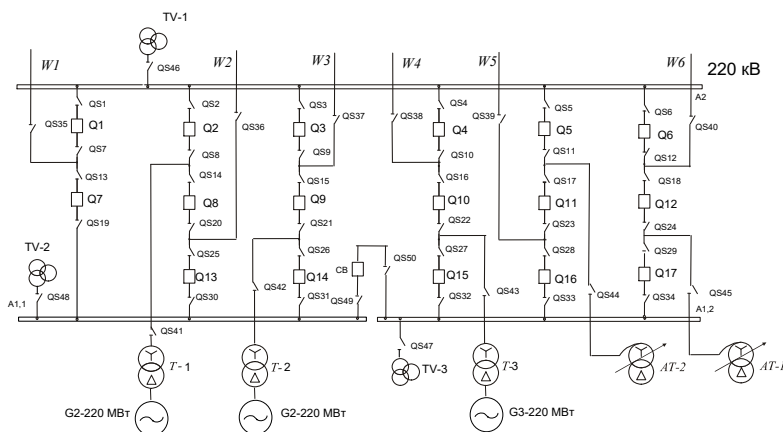 TV-1
W1
QS46
W2
W3
W4
W5
W6
220 кВ
QS1
QS2
QS3
QS4
QS5
QS6
A2
QS35
Q1
Q2
QS36
Q3
QS37
QS38
Q4
QS39
Q5
Q6
QS40
QS7
QS8
QS9
QS10
QS11
QS12
QS13
QS14
QS15
QS16
QS17
QS18
Q7
Q8
Q9
Q10
Q11
Q12
QS19
QS20
QS21
QS22
QS23
QS24
TV-2
QS25
QS26
QS27
QS28
QS29
QS50
CB
Q13
QS42
Q14
Q15
QS43
Q16
QS44
Q17
QS45
QS48
QS30
QS31
QS49
QS32
QS33
QS34
A1,1
A1,2
QS41
QS47
T-1
T-2
TV-3
T-3
AT-2
AT-1
G2-220 МВт
G2-220 МВт
G3-220 МВт